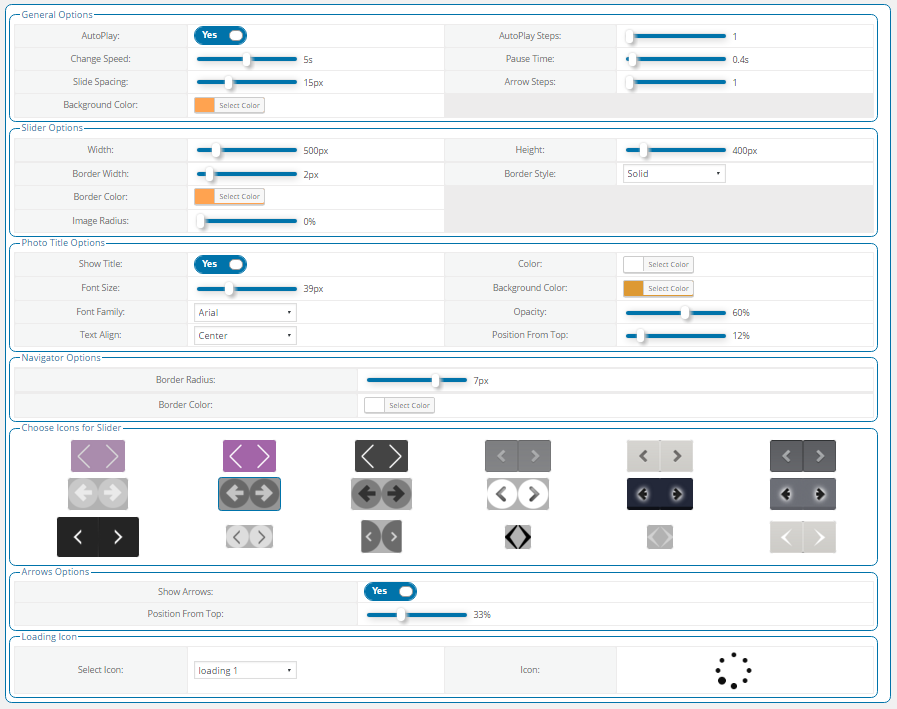 General Options
AutoPlay: Yes AutoPlay Steps: 1
Change Speed: 5s Pause Time: 0.4s
Slide Spacing: 15px Arrow Steps: 1
Background Color: Select Color
Slider Options
Width: 500px Height: 400px
Border Width: 2px Border Style: Solid
Border Color: Select Color
Image Radius: 0%
Photo Title Options
Show Title: Yes Color: Select Color
Font Size: 39px Background Color: Select Color
Font Family: Arial Opacity: 60%
Text Align: Center Position From Top: 12%
Navigator Options
Border Radius: 7px
Border Color: Select Color
Choose Icons for Slider
Arrows Options
Show Arrows: Yes
Position From Top: 33%
Loading Icon
Select Icon: loading 1 Icon: